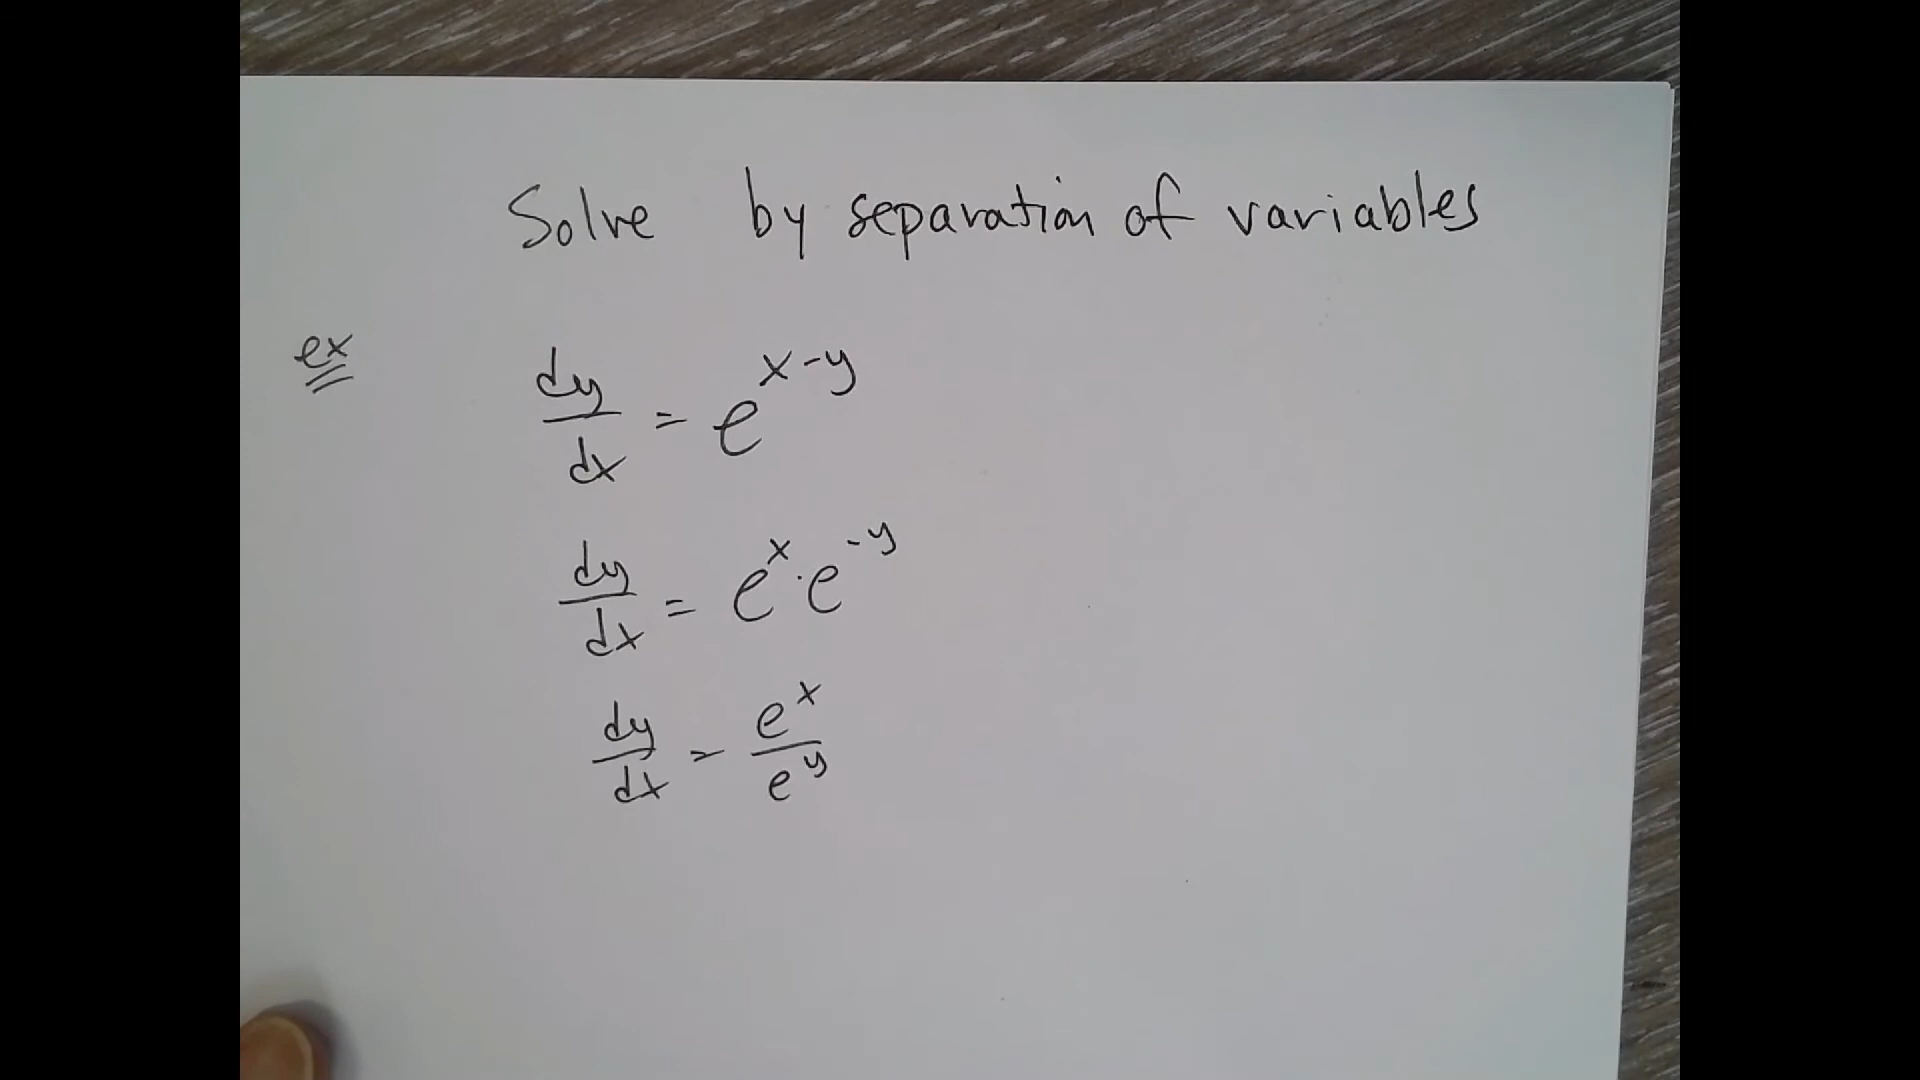 Solve by separation of variables
ex dy/dx = e^(x-y)
dy/dx = e^x · e^(-y)
dy/dx = e^x/e^y